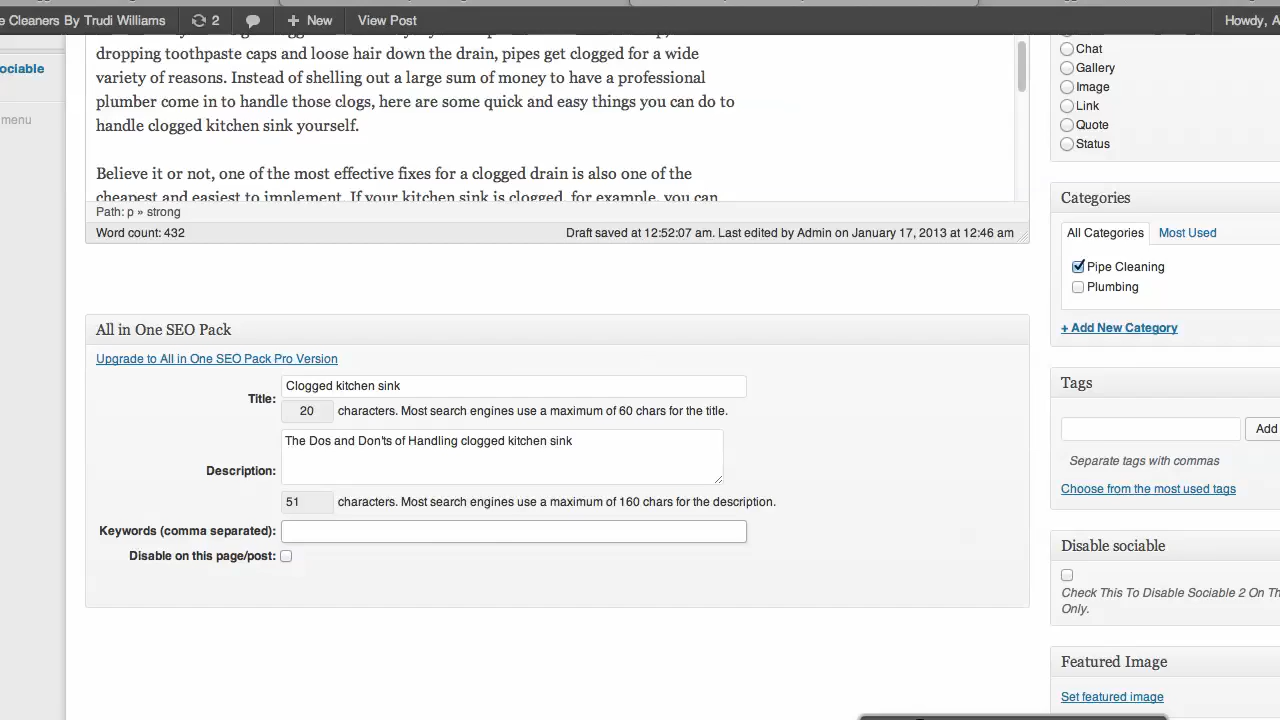 e Cleaners By Trudi Williams
2
New
View Post
Howdy, A
ociable
menu
dropping toothpaste caps and loose hair down the drain, pipes get clogged for a wide
variety of reasons. Instead of shelling out a large sum of money to have a professional
plumber come in to handle those clogs, here are some quick and easy things you can do to
handle clogged kitchen sink yourself.
Believe it or not, one of the most effective fixes for a clogged drain is also one of the
cheapest and easiest to implement. If your kitchen sink is clogged, for example, you can
Path: p » strong
Word count: 432
Draft saved at 12:52:07 am. Last edited by Admin on January 17, 2013 at 12:46 am
All in One SEO Pack
Upgrade to All in One SEO Pack Pro Version
Title:
Clogged kitchen sink
20
characters. Most search engines use a maximum of 60 chars for the title.
Description:
The Dos and Don'ts of Handling clogged kitchen sink
51
characters. Most search engines use a maximum of 160 chars for the description.
Keywords (comma separated):
Disable on this page/post:
Chat
Gallery
Image
Link
Quote
Status
Categories
All Categories
Most Used
Pipe Cleaning
Plumbing
+ Add New Category
Tags
Add
Separate tags with commas
Choose from the most used tags
Disable sociable
Check This To Disable Sociable 2 On Th
Only.
Featured Image
Set featured image